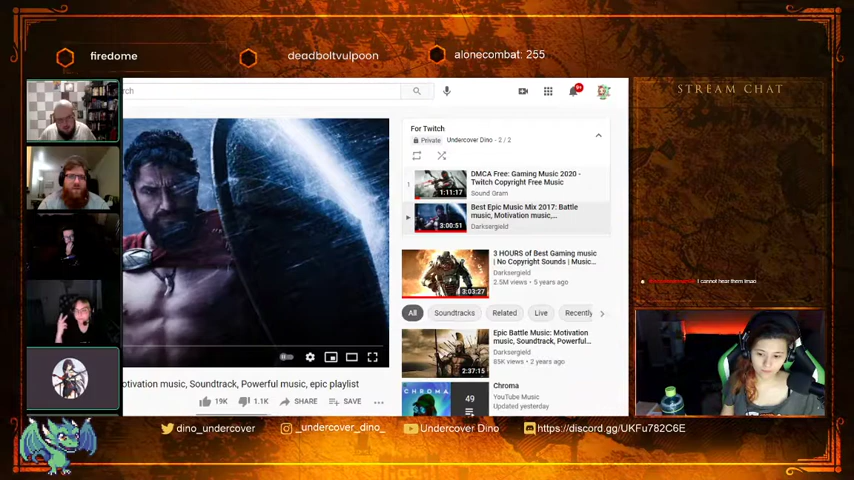 firedome
deadboltvulpoon
alonecombat: 255
rch
9+
STREAM CHAT
For Twitch
Private
Undercover Dino - 2 / 2
1
DMCA Free: Gaming Music 2020 -
Twitch Copyright Free Music
Sound Gram
1:11:17
Best Epic Music Mix 2017: Battle
music, Motivation music,...
Darksergield
3:00:51
3 HOURS of Best Gaming music
| No Copyright Sounds | Music...
Darksergield
2.5M views • 5 years ago
3:03:27
All
Soundtracks
Related
Live
Recently
Epic Battle Music: Motivation
music, Soundtrack, Powerful...
Darksergield
85K views • 2 years ago
2:37:15
Chroma
YouTube Music
Updated yesterday
CHROMA
49
I cannot hear them lmao
otivation music, Soundtrack, Powerful music, epic playlist
19K
1.1K
SHARE
SAVE
dino_undercover
_undercover_dino_
Undercover Dino
https://discord.gg/UKFu782C6E